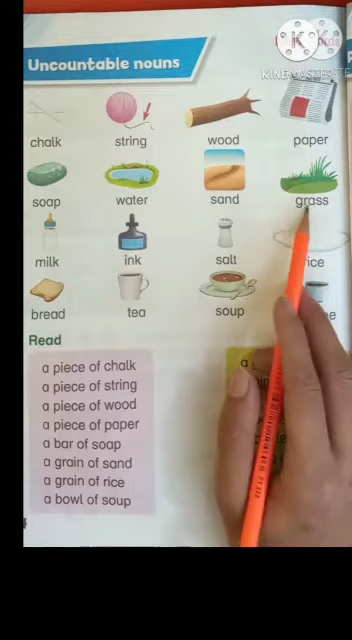 Uncountable nouns
KINEMASTER
chalk string wood paper
soap water sand grass
milk ink salt rice
bread tea soup
Read
a piece of chalk
a piece of string
a piece of wood
a piece of paper
a bar of soap
a grain of sand
a grain of rice
a bowl of soup